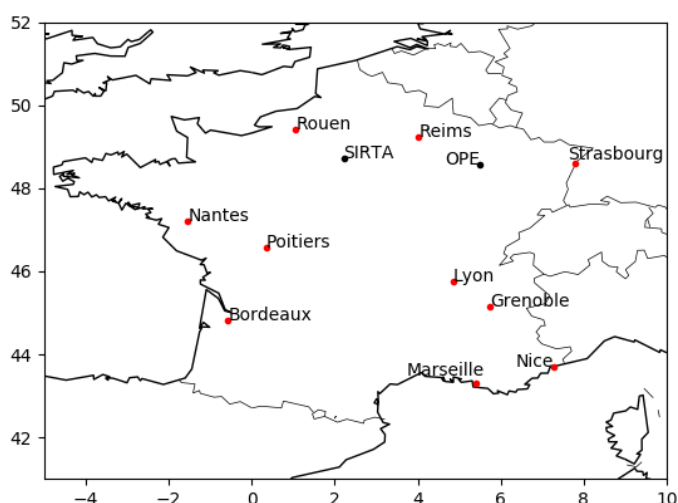 52
50
Rouen
Reims
SIRTA
OPE
Strasbourg
48
Nantes
Poitiers
46
Lyon
Grenoble
Bordeaux
44
Marseille
Nice
42
−4 −2 0 2 4 6 8 10